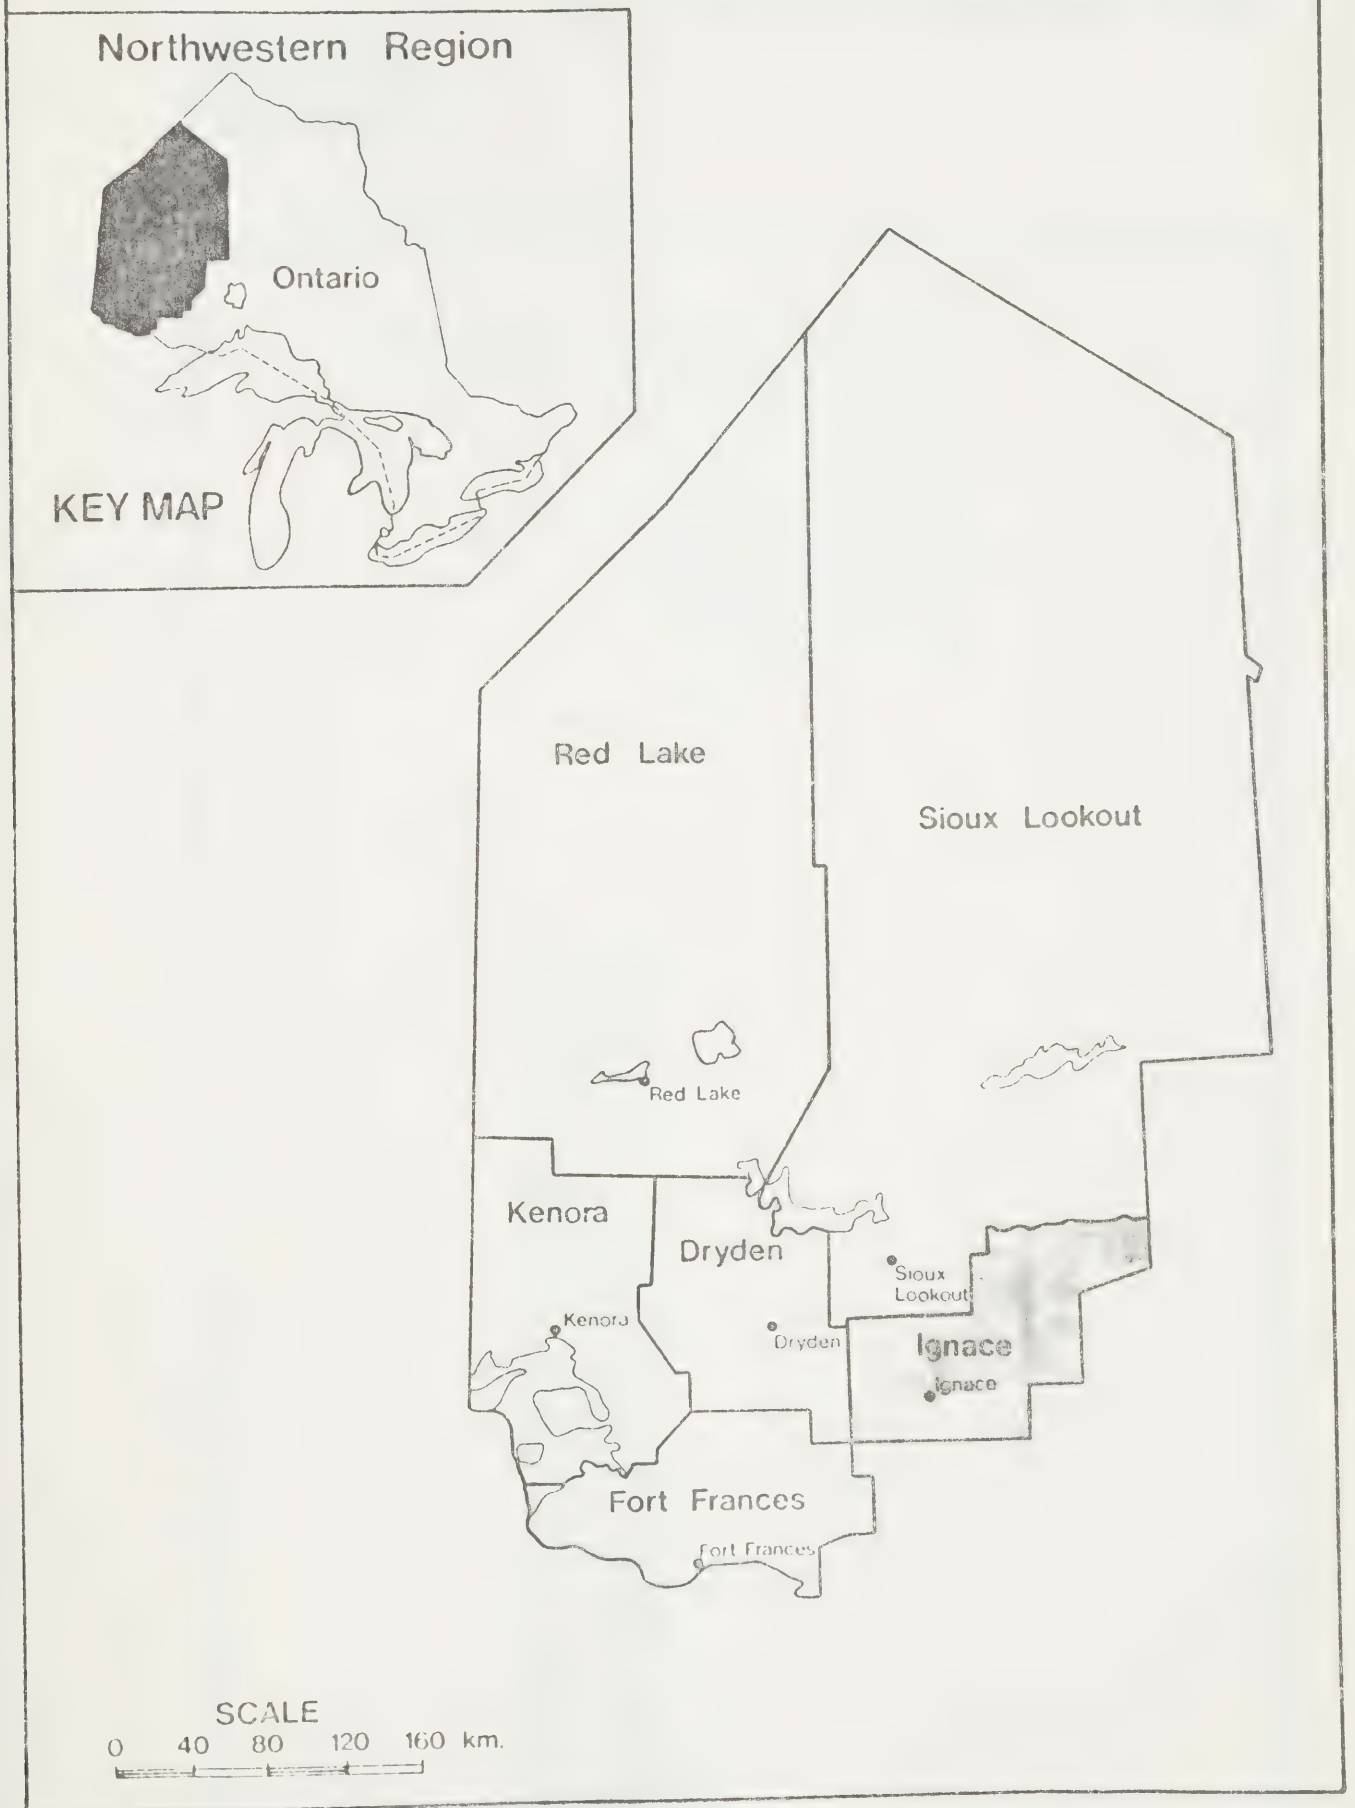 Northwestern Region
Ontario
KEY MAP
Red Lake
Sioux Lookout
Red Lake
Kenora
Dryden
Sioux
Lookout
Kenora
Dryden
Ignace
Ignace
Fort Frances
Fort Frances
SCALE
0 40 80 120 160 km.